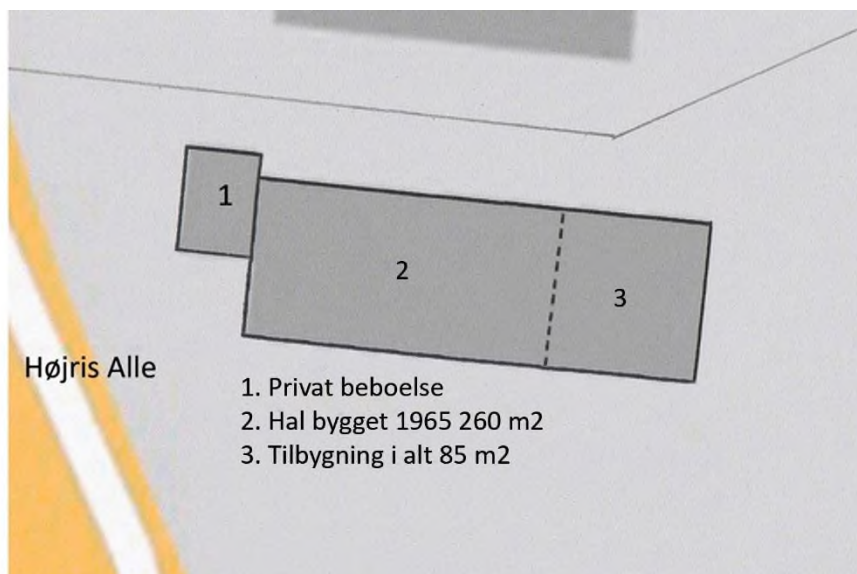 1
2
3
Højris Alle
1. Privat beboelse
2. Hal bygget 1965 260 m2
3. Tilbygning i alt 85 m2